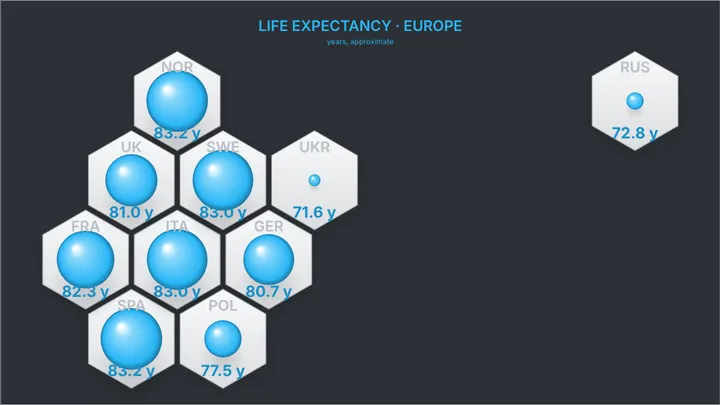 LIFE EXPECTANCY · EUROPE
years, approximate
NOR
83.2 y
RUS
72.8 y
UK
81.0 y
SWE
83.0 y
UKR
71.6 y
FRA
82.3 y
ITA
83.0 y
GER
80.7 y
SPA
83.2 y
POL
77.5 y